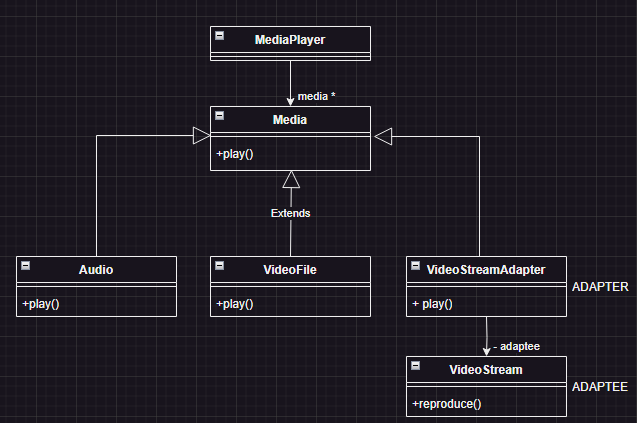 MediaPlayer
media *
Media
+play()
Extends
Audio
+play()
VideoFile
+play()
VideoStreamAdapter
+ play()
ADAPTER
- adaptee
VideoStream
+reproduce()
ADAPTEE